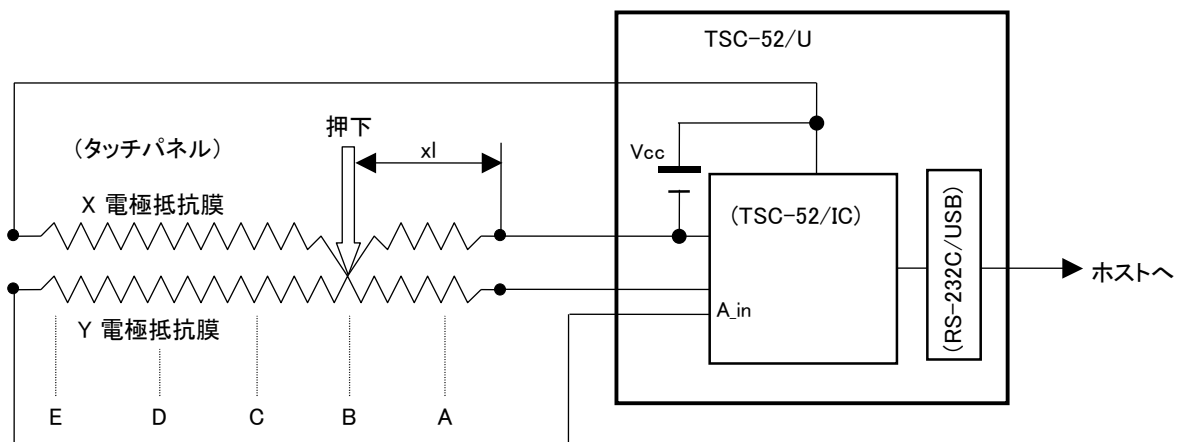 TSC-52/U
押下
(タッチパネル)
xl
Vcc
X 電極抵抗膜
(TSC-52/IC)
(RS-232C/USB)
ホストへ
A_in
Y 電極抵抗膜
E D C B A